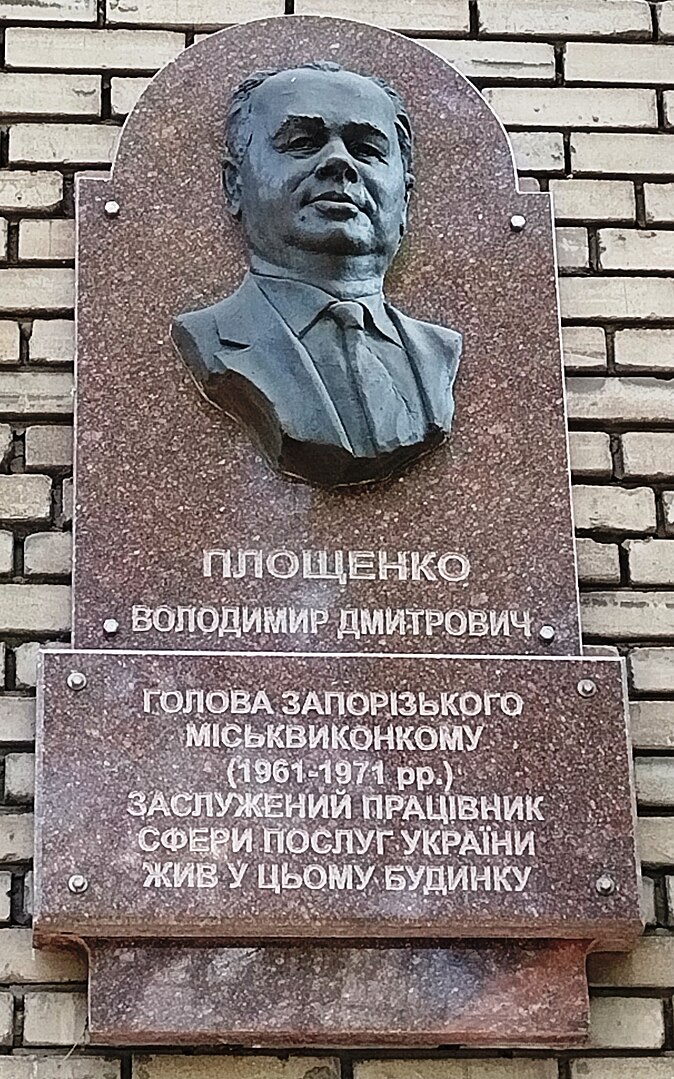 ПЛОЩЕНКО
ВОЛОДИМИР ДМИТРОВИЧ
ГОЛОВА ЗАПОРІЗЬКОГО
МІСЬКВИКОНКОМУ
(1961-1971 рр.)
ЗАСЛУЖЕНИЙ ПРАЦІВНИК
СФЕРИ ПОСЛУГ УКРАЇНИ
ЖИВ У ЦЬОМУ БУДИНКУ